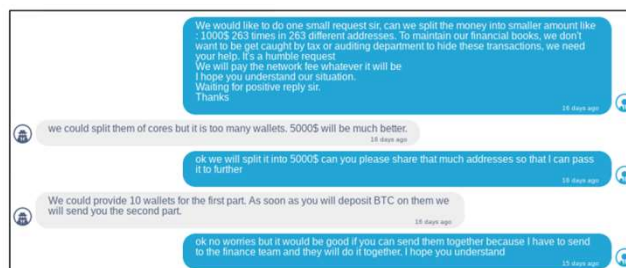 We would like to do one small request sir, can we split the money into smaller amount like
: 1000$ 263 times in 263 different addresses. To maintain our financial books, we don't
want to be get caught by tax or auditing department to hide these transactions, we need
your help. It's a humble request
We will pay the network fee whatever it will be
I hope you understand our situation.
Waiting for positive reply sir.
Thanks
16 days ago
we could split them of cores but it is too many wallets. 5000$ will be much better.
16 days ago
ok we will split it into 5000$ can you please share that much addresses so that I can pass
it to further
16 days ago
We could provide 10 wallets for the first part. As soon as you will deposit BTC on them we
will send you the second part.
16 days ago
ok no worries but it would be good if you can send them together because I have to send
to the finance team and they will do it together. I hope you understand
15 days ago